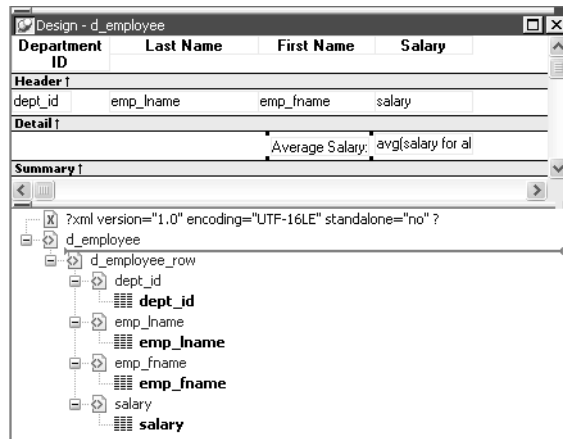 Design - d_employee
Department ID Last Name First Name Salary
Header ↑
dept_id emp_lname emp_fname salary
Detail ↑
Average Salary: avg(salary for al
Summary ↑
?xml version="1.0" encoding="UTF-16LE" standalone="no" ?
d_employee
d_employee_row
dept_id
dept_id
emp_lname
emp_lname
emp_fname
emp_fname
salary
salary